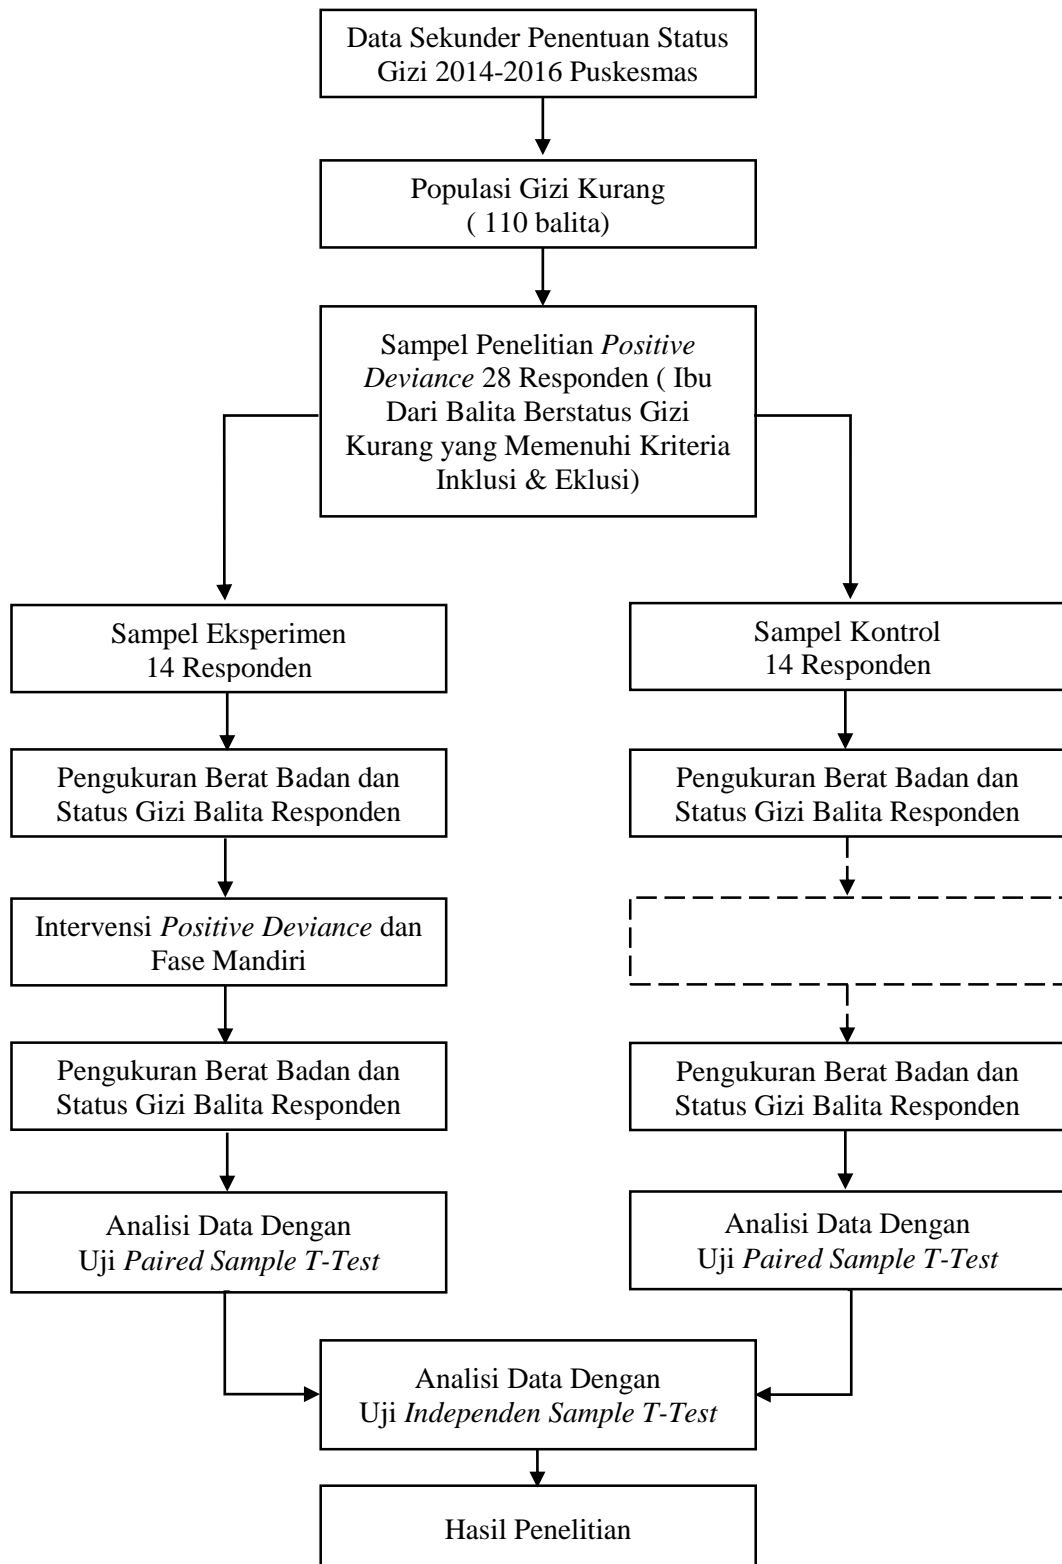 Data Sekunder Penentuan Status
Gizi 2014-2016 Puskesmas
Populasi Gizi Kurang
( 110 balita)
Sampel Penelitian Positive
Deviance 28 Responden ( Ibu
Dari Balita Berstatus Gizi
Kurang yang Memenuhi Kriteria
Inklusi & Eklusi)
Sampel Eksperimen
14 Responden
Sampel Kontrol
14 Responden
Pengukuran Berat Badan dan
Status Gizi Balita Responden
Pengukuran Berat Badan dan
Status Gizi Balita Responden
Intervensi Positive Deviance dan
Fase Mandiri
Pengukuran Berat Badan dan
Status Gizi Balita Responden
Pengukuran Berat Badan dan
Status Gizi Balita Responden
Analisi Data Dengan
Uji Paired Sample T-Test
Analisi Data Dengan
Uji Paired Sample T-Test
Analisi Data Dengan
Uji Independen Sample T-Test
Hasil Penelitian